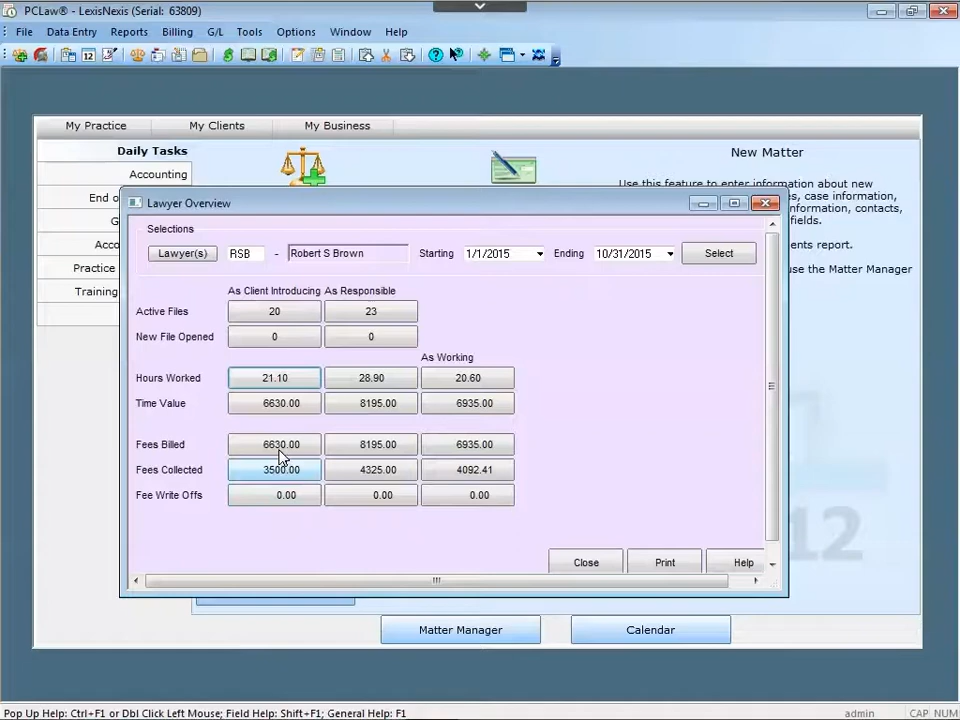 PCLaw® - LexisNexis (Serial: 63809)
File Data Entry Reports Billing G/L Tools Options Window Help
12
My Practice My Clients My Business
Daily Tasks
New Matter
Accounting
Use this feature to enter information about new
End o
es, case information,
information, contacts,
G
fields.
Acco
ents report.
Practice
use the Matter Manager
Training
Lawyer Overview
Selections
Lawyer(s) RSB - Robert S Brown Starting 1/1/2015 Ending 10/31/2015 Select
As Client Introducing As Responsible
Active Files 20 23
New File Opened 0 0
As Working
Hours Worked 21.10 28.90 20.60
Time Value 6630.00 8195.00 6935.00
Fees Billed 6630.00 8195.00 6935.00
Fees Collected 3500.00 4325.00 4092.41
Fee Write Offs 0.00 0.00 0.00
12
Close Print Help
Matter Manager Calendar
Pop Up Help: Ctrl+F1 or Dbl Click Left Mouse; Field Help: Shift+F1; General Help: F1 admin CAP NUM